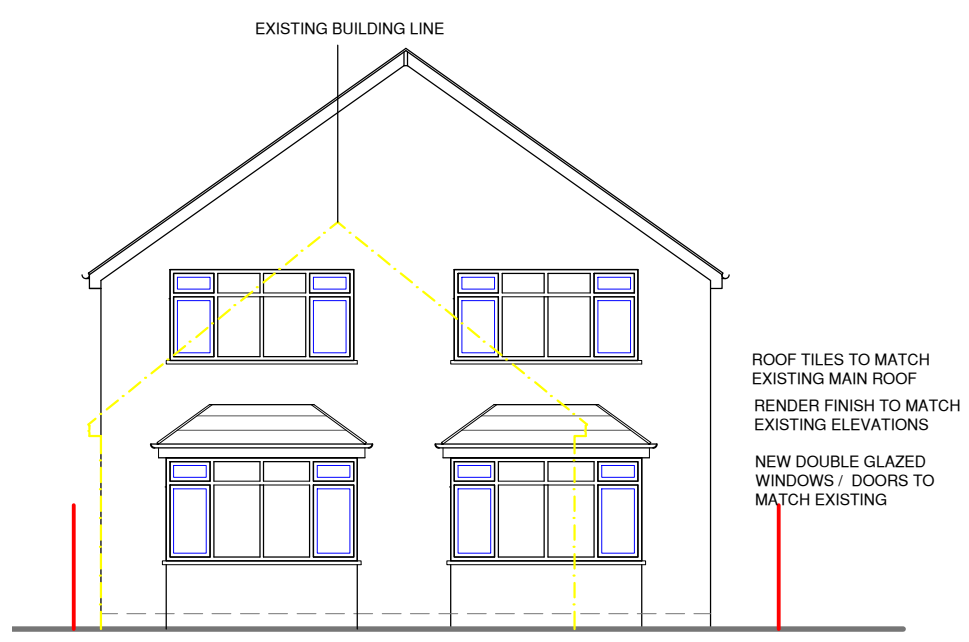 EXISTING BUILDING LINE
ROOF TILES TO MATCH
EXISTING MAIN ROOF
RENDER FINISH TO MATCH
EXISTING ELEVATIONS
NEW DOUBLE GLAZED
WINDOWS / DOORS TO
MATCH EXISTING